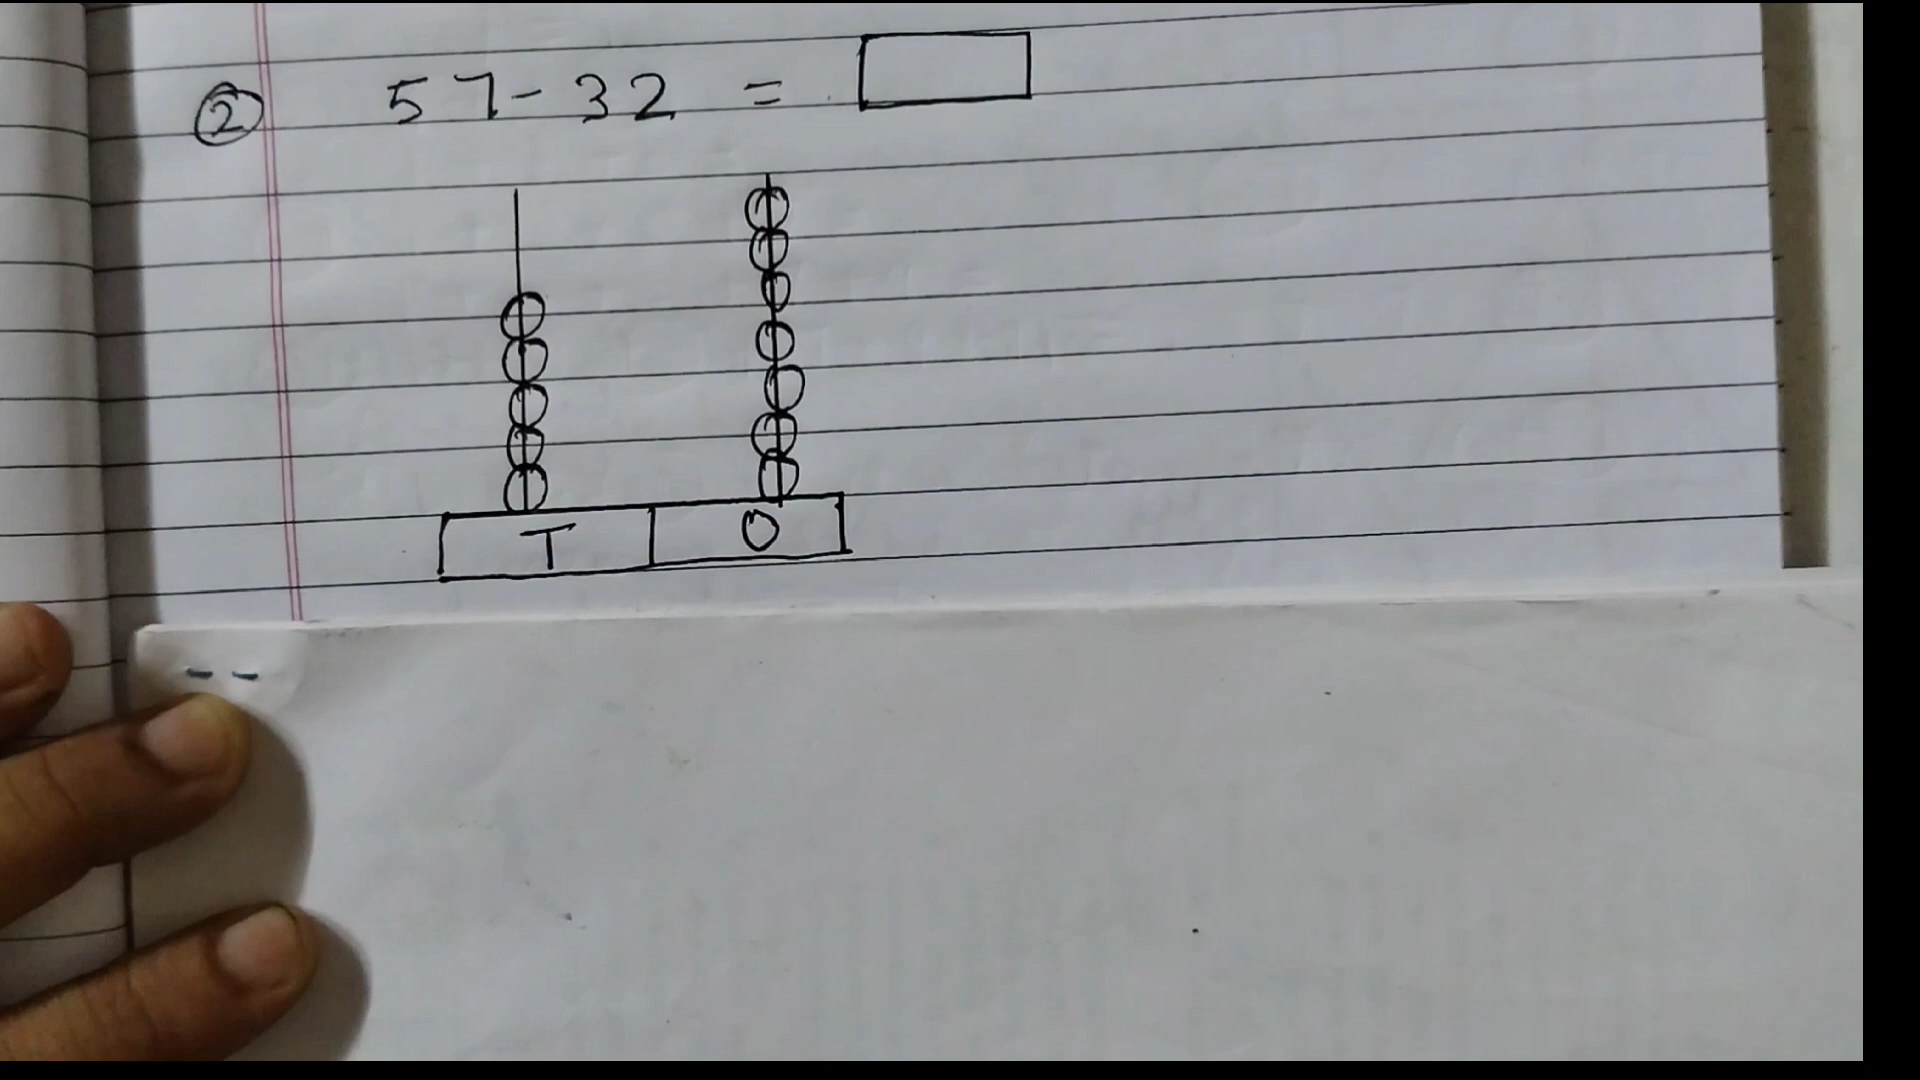 ② 57 - 32 =
T O